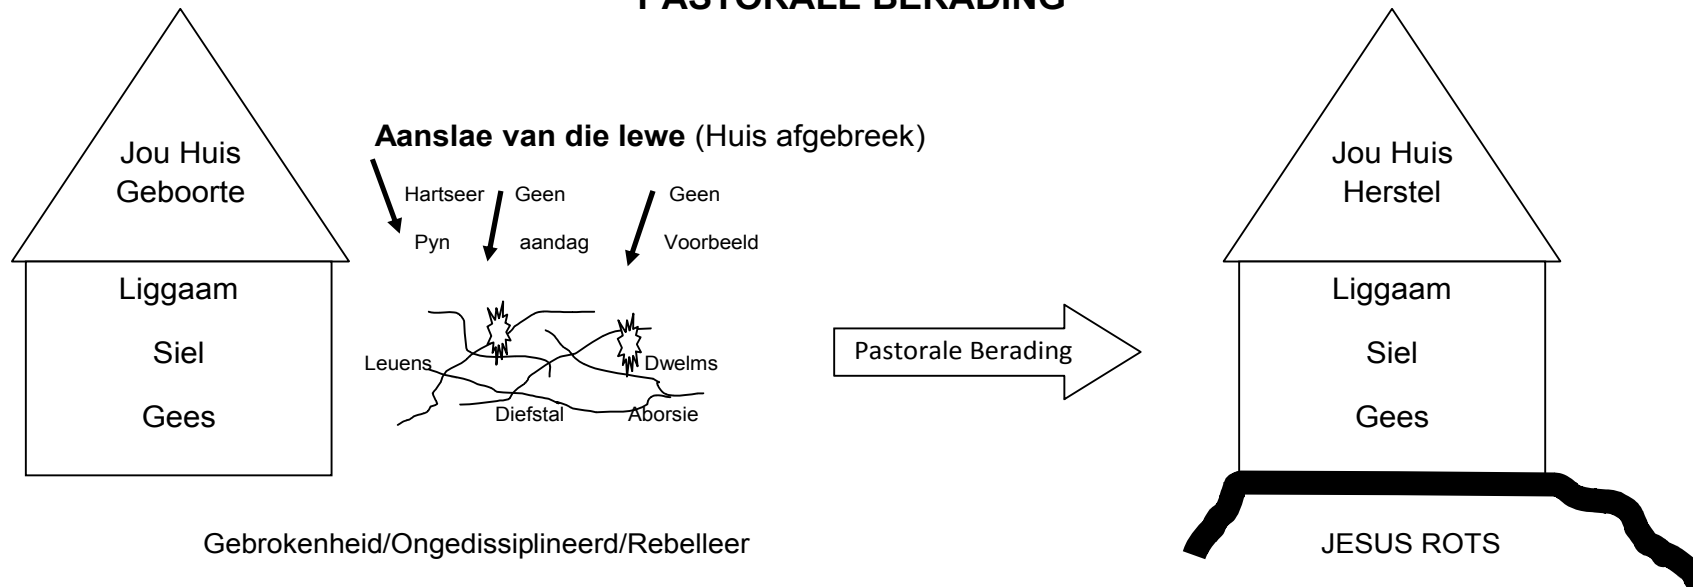 PASTORALE BERADING
Jou Huis
Geboorte
Liggaam
Siel
Gees
Aanslae van die lewe (Huis afgebreek)
Hartseer
Pyn
Geen
aandag
Geen
Voorbeeld
Leuens
Dwelms
Diefstal
Aborsie
Gebrokenheid/Ongedissiplineerd/Rebelleer
Pastorale Berading
Jou Huis
Herstel
Liggaam
Siel
Gees
JESUS ROTS